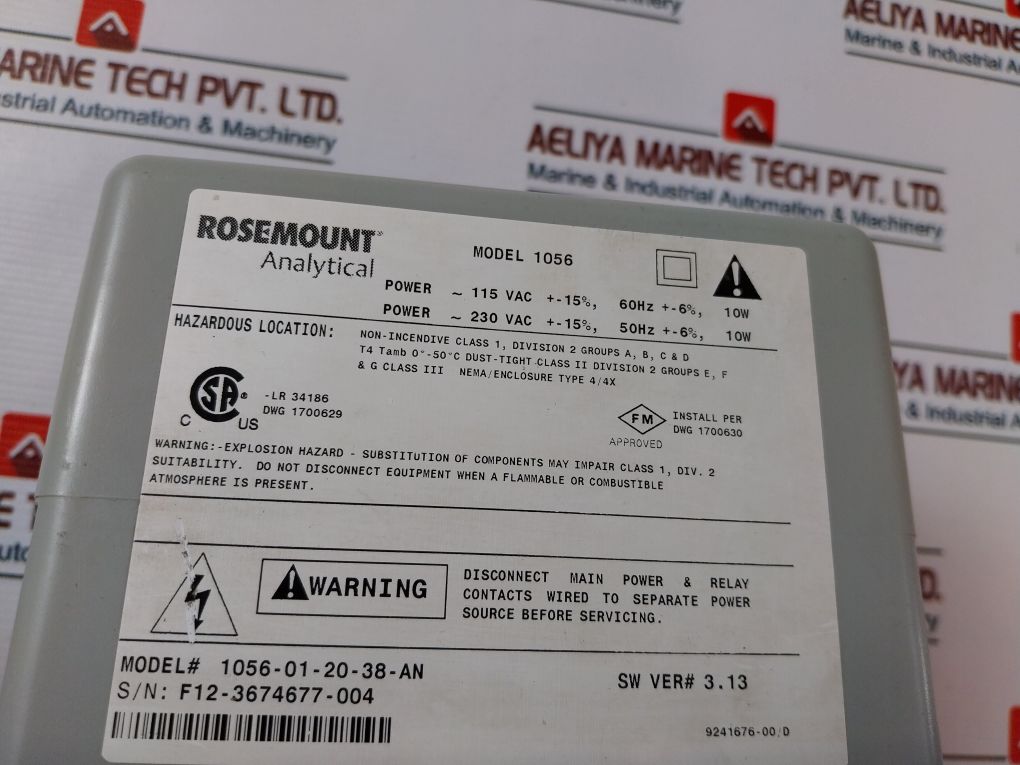 ARINE TECH PVT. LTD.
strial Automation & Machinery
AELIYA MARINE
Marine & Industrial
AELIYA MARINE TECH PVT. LTD.
Marine & Industrial Automation & Machinery
ROSEMOUNT
Analytical
MODEL 1056
POWER ~ 115 VAC +-15%, 60Hz +-6%, 10W
POWER ~ 230 VAC +-15%, 50Hz +-6%, 10W
HAZARDOUS LOCATION:
NON-INCENDIVE CLASS 1, DIVISION 2 GROUPS A, B, C & D
T4 Tamb 0°-50°C DUST-TIGHT CLASS II DIVISION 2 GROUPS E, F
& G CLASS III NEMA/ENCLOSURE TYPE 4/4X
C SA® US
-LR 34186
DWG 1700629
FM
APPROVED
INSTALL PER
DWG 1700630
WARNING:-EXPLOSION HAZARD - SUBSTITUTION OF COMPONENTS MAY IMPAIR CLASS 1, DIV. 2
SUITABILITY. DO NOT DISCONNECT EQUIPMENT WHEN A FLAMMABLE OR COMBUSTIBLE
ATMOSPHERE IS PRESENT.
WARNING
DISCONNECT MAIN POWER & RELAY
CONTACTS WIRED TO SEPARATE POWER
SOURCE BEFORE SERVICING.
MODEL# 1056-01-20-38-AN
S/N: F12-3674677-004
SW VER# 3.13
9241676-00/D
YA MARINE
& Industrial